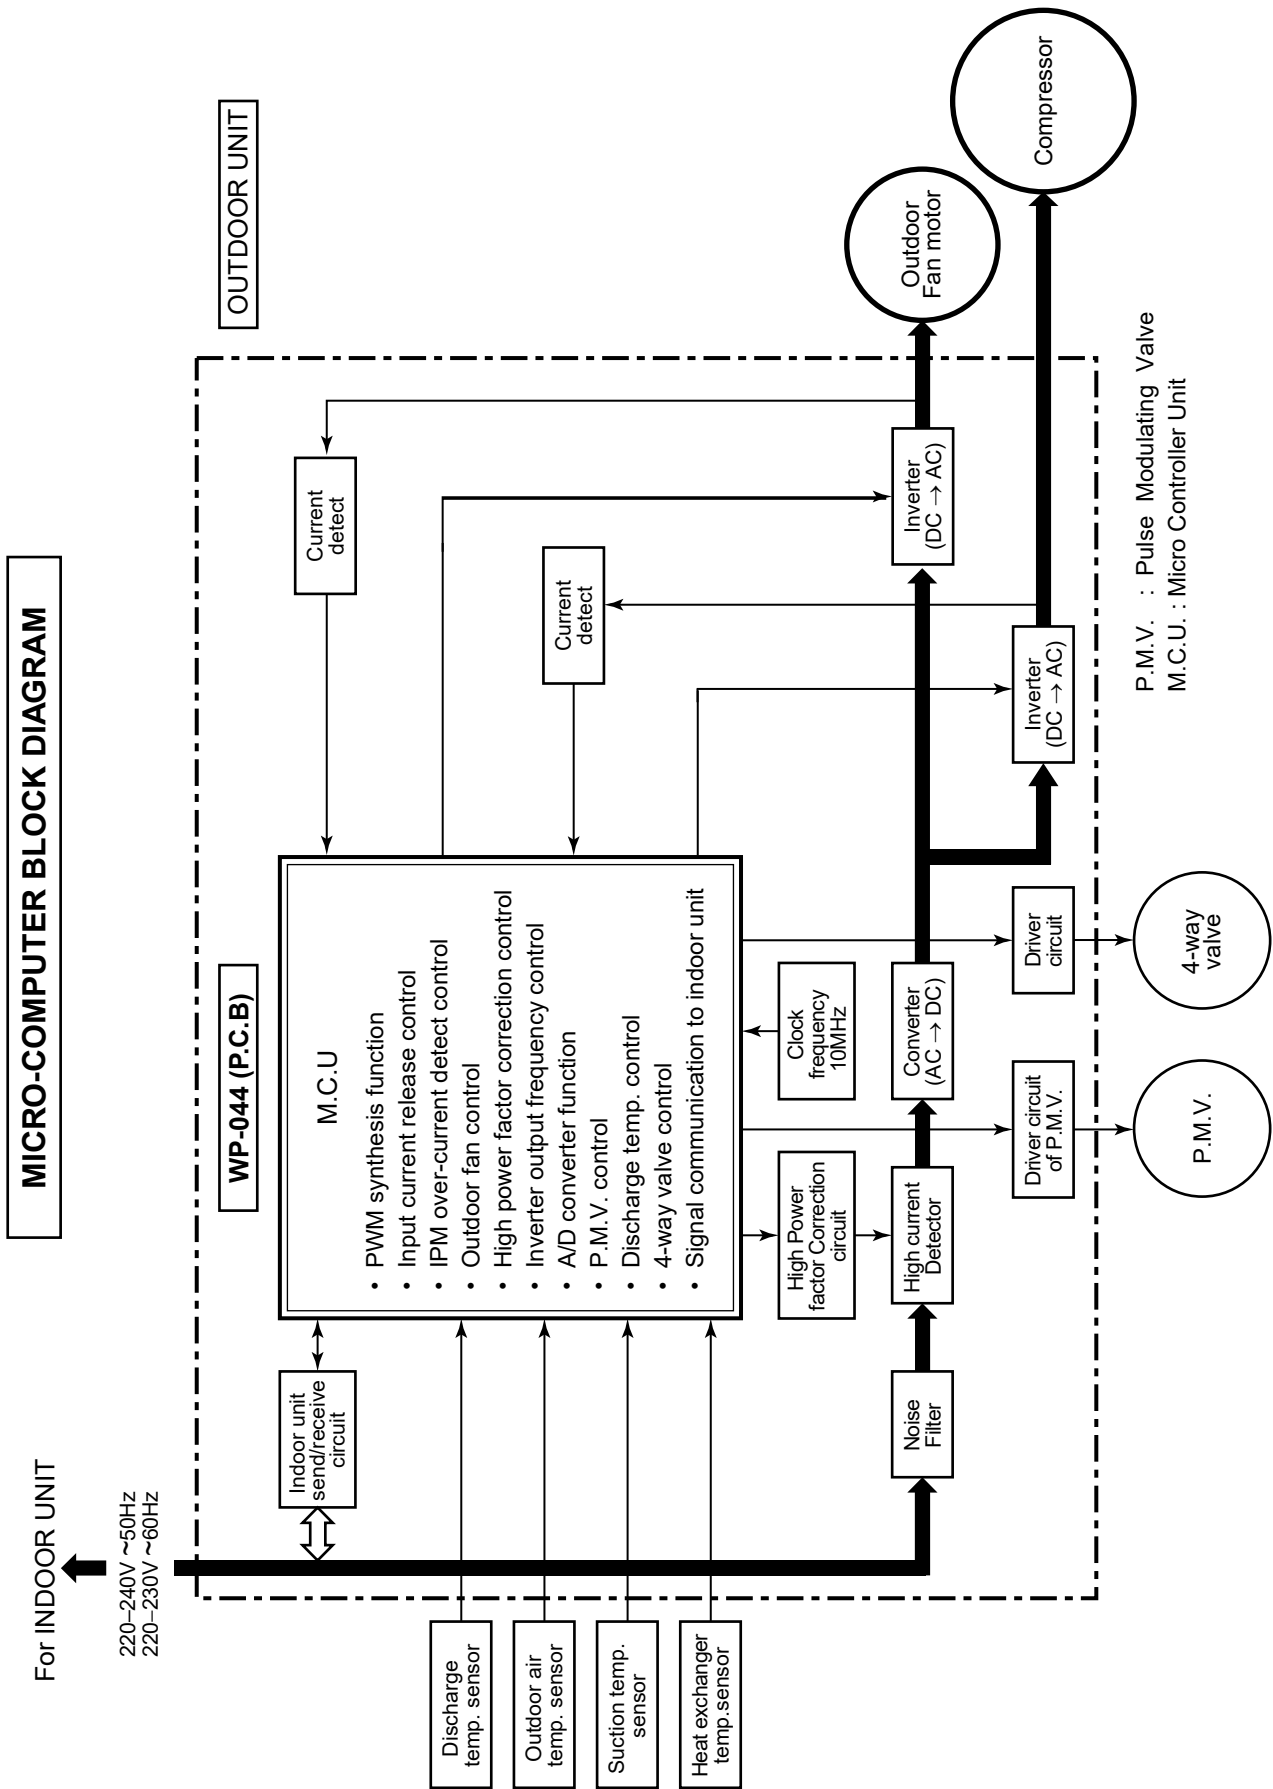 MICRO-COMPUTER BLOCK DIAGRAM
For INDOOR UNIT
220–240V ~50Hz
220–230V ~60Hz
WP-044 (P.C.B)
OUTDOOR UNIT
Indoor unit
send/receive
circuit
M.C.U
• PWM synthesis function
• Input current release control
• IPM over-current detect control
• Outdoor fan control
• High power factor correction control
• Inverter output frequency control
• A/D converter function
• P.M.V. control
• Discharge temp. control
• 4-way valve control
• Signal communication to indoor unit
Current
detect
Current
detect
Discharge
temp. sensor
Outdoor air
temp. sensor
Suction temp.
sensor
Heat exchanger
temp.sensor
High Power
factor Correction
circuit
Clock
frequency
10MHz
Noise
Filter
High current
Detector
Converter
(AC → DC)
Inverter
(DC → AC)
Outdoor
Fan motor
Driver circuit
of P.M.V.
Driver
circuit
Inverter
(DC → AC)
Compressor
P.M.V.
4-way
valve
P.M.V. : Pulse Modulating Valve
M.C.U. : Micro Controller Unit